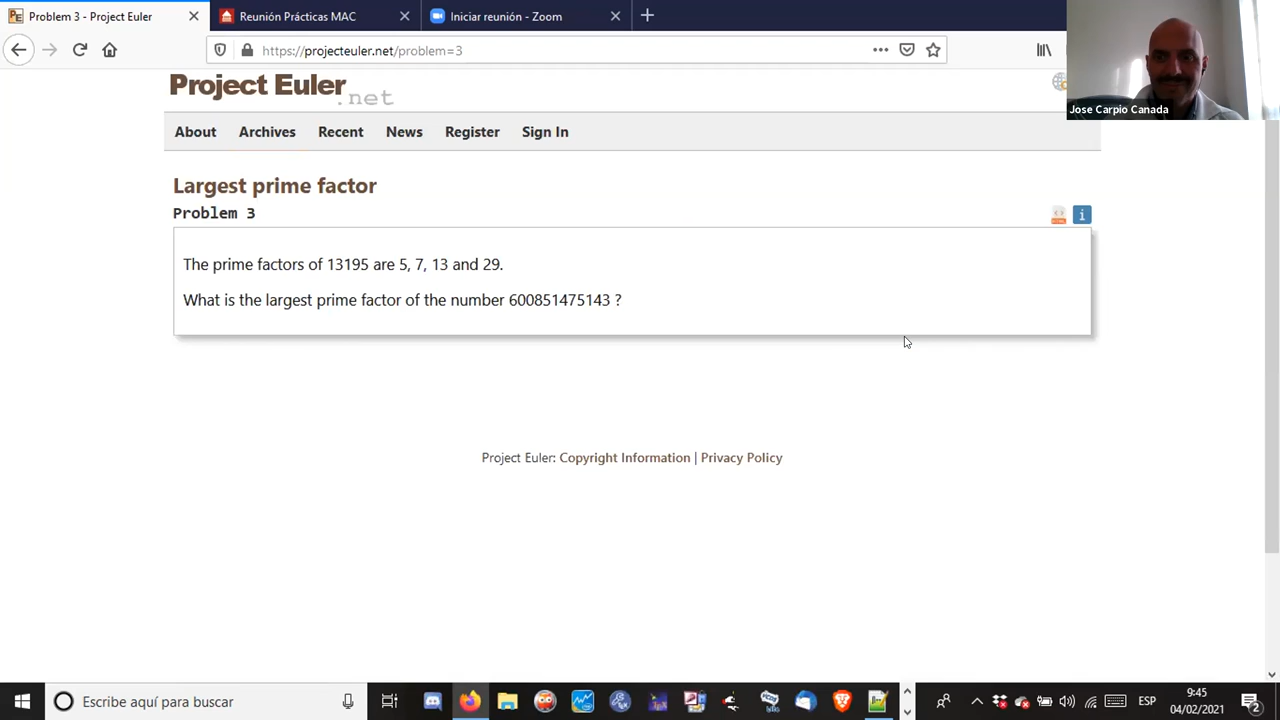 Problem 3 - Project Euler
Reunión Prácticas MAC
Iniciar reunión - Zoom
https://projecteuler.net/problem=3
Jose Carpio Canada
Project Euler
.net
About Archives Recent News Register Sign In
Largest prime factor
Problem 3
The prime factors of 13195 are 5, 7, 13 and 29.
What is the largest prime factor of the number 600851475143 ?
Project Euler: Copyright Information | Privacy Policy
Escribe aquí para buscar
ESP
9:45
04/02/2021
2